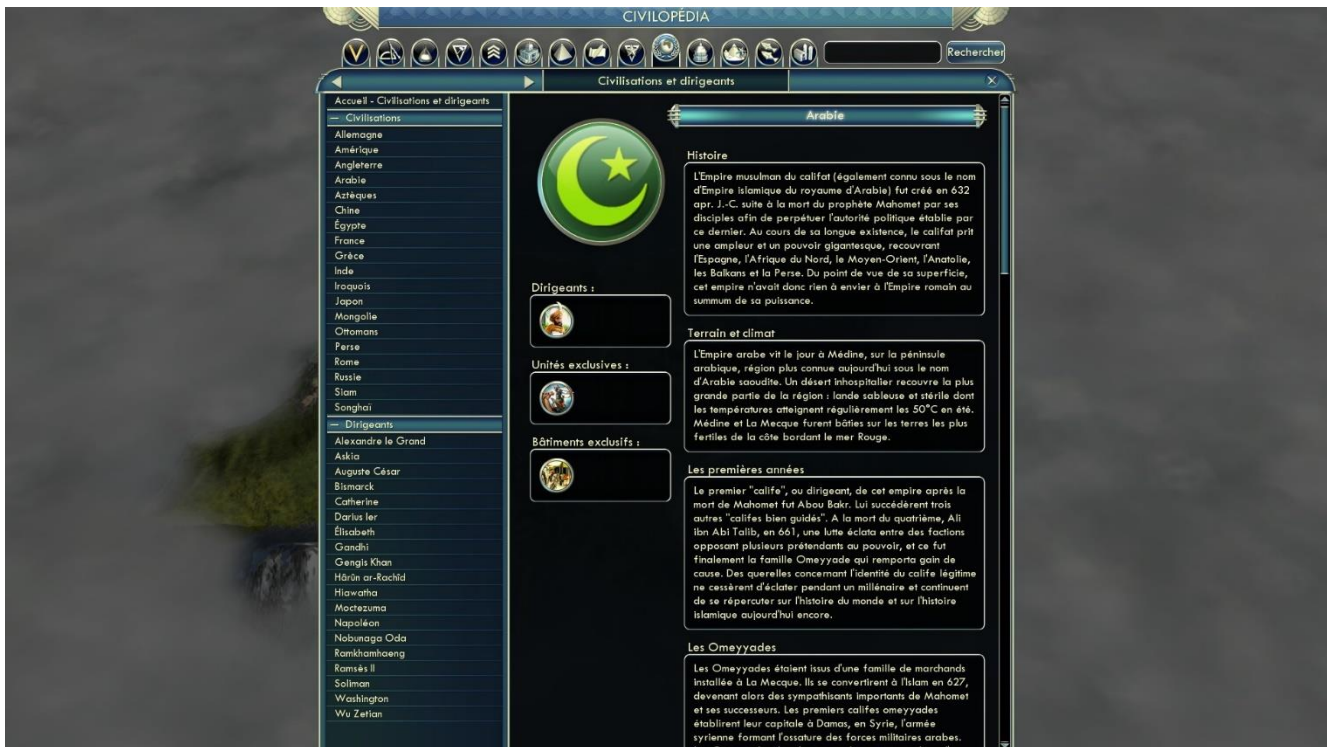 CIVILOPÉDIA
Rechercher
Civilisations et dirigeants
Accueil - Civilisations et dirigeants
— Civilisations
Allemagne
Amérique
Angleterre
Arabie
Aztèques
Chine
Égypte
France
Grèce
Inde
Iroquois
Japon
Mongolie
Ottomans
Perse
Rome
Russie
Siam
Songhaï
— Dirigeants
Alexandre le Grand
Askia
Auguste César
Bismarck
Catherine
Darius Ier
Élisabeth
Gandhi
Gengis Khan
Hârûn ar-Rachîd
Hiawatha
Moctezuma
Napoléon
Nobunaga Oda
Ramkhamhaeng
Ramsès II
Soliman
Washington
Wu Zetian
Dirigeants :
Unités exclusives :
Bâtiments exclusifs :
Arabie
Histoire
L'Empire musulman du califat (également connu sous le nom
d'Empire islamique du royaume d'Arabie) fut créé en 632
apr. J.-C. suite à la mort du prophète Mahomet par ses
disciples afin de perpétuer l'autorité politique établie par
ce dernier. Au cours de sa longue existence, le califat prit
une ampleur et un pouvoir gigantesque, recouvrant
l'Espagne, l'Afrique du Nord, le Moyen-Orient, l'Anatolie,
les Balkans et la Perse. Du point de vue de sa superficie,
cet empire n'avait donc rien à envier à l'Empire romain au
summum de sa puissance.
Terrain et climat
L'Empire arabe vit le jour à Médine, sur la péninsule
arabique, région plus connue aujourd'hui sous le nom
d'Arabie saoudite. Un désert inhospitalier recouvre la plus
grande partie de la région : lande sableuse et stérile dont
les températures atteignent régulièrement les 50°C en été.
Médine et La Mecque furent bâties sur les terres les plus
fertiles de la côte bordant le mer Rouge.
Les premières années
Le premier "calife", ou dirigeant, de cet empire après la
mort de Mahomet fut Abou Bakr. Lui succédèrent trois
autres "califes bien guidés". A la mort du quatrième, Ali
ibn Abi Talib, en 661, une lutte éclata entre des factions
opposant plusieurs prétendants au pouvoir, et ce fut
finalement la famille Omeyyade qui remporta gain de
cause. Des querelles concernant l'identité du calife légitime
ne cessèrent d'éclater pendant un millénaire et continuent
de se répercuter sur l'histoire du monde et sur l'histoire
islamique aujourd'hui encore.
Les Omeyyades
Les Omeyyades étaient issus d'une famille de marchands
installée à La Mecque. Ils se convertirent à l'Islam en 627,
devenant alors des sympathisants importants de Mahomet
et ses successeurs. Les premiers califes omeyyades
établirent leur capitale à Damas, en Syrie, l'armée
syrienne formant l'ossature des forces militaires arabes.